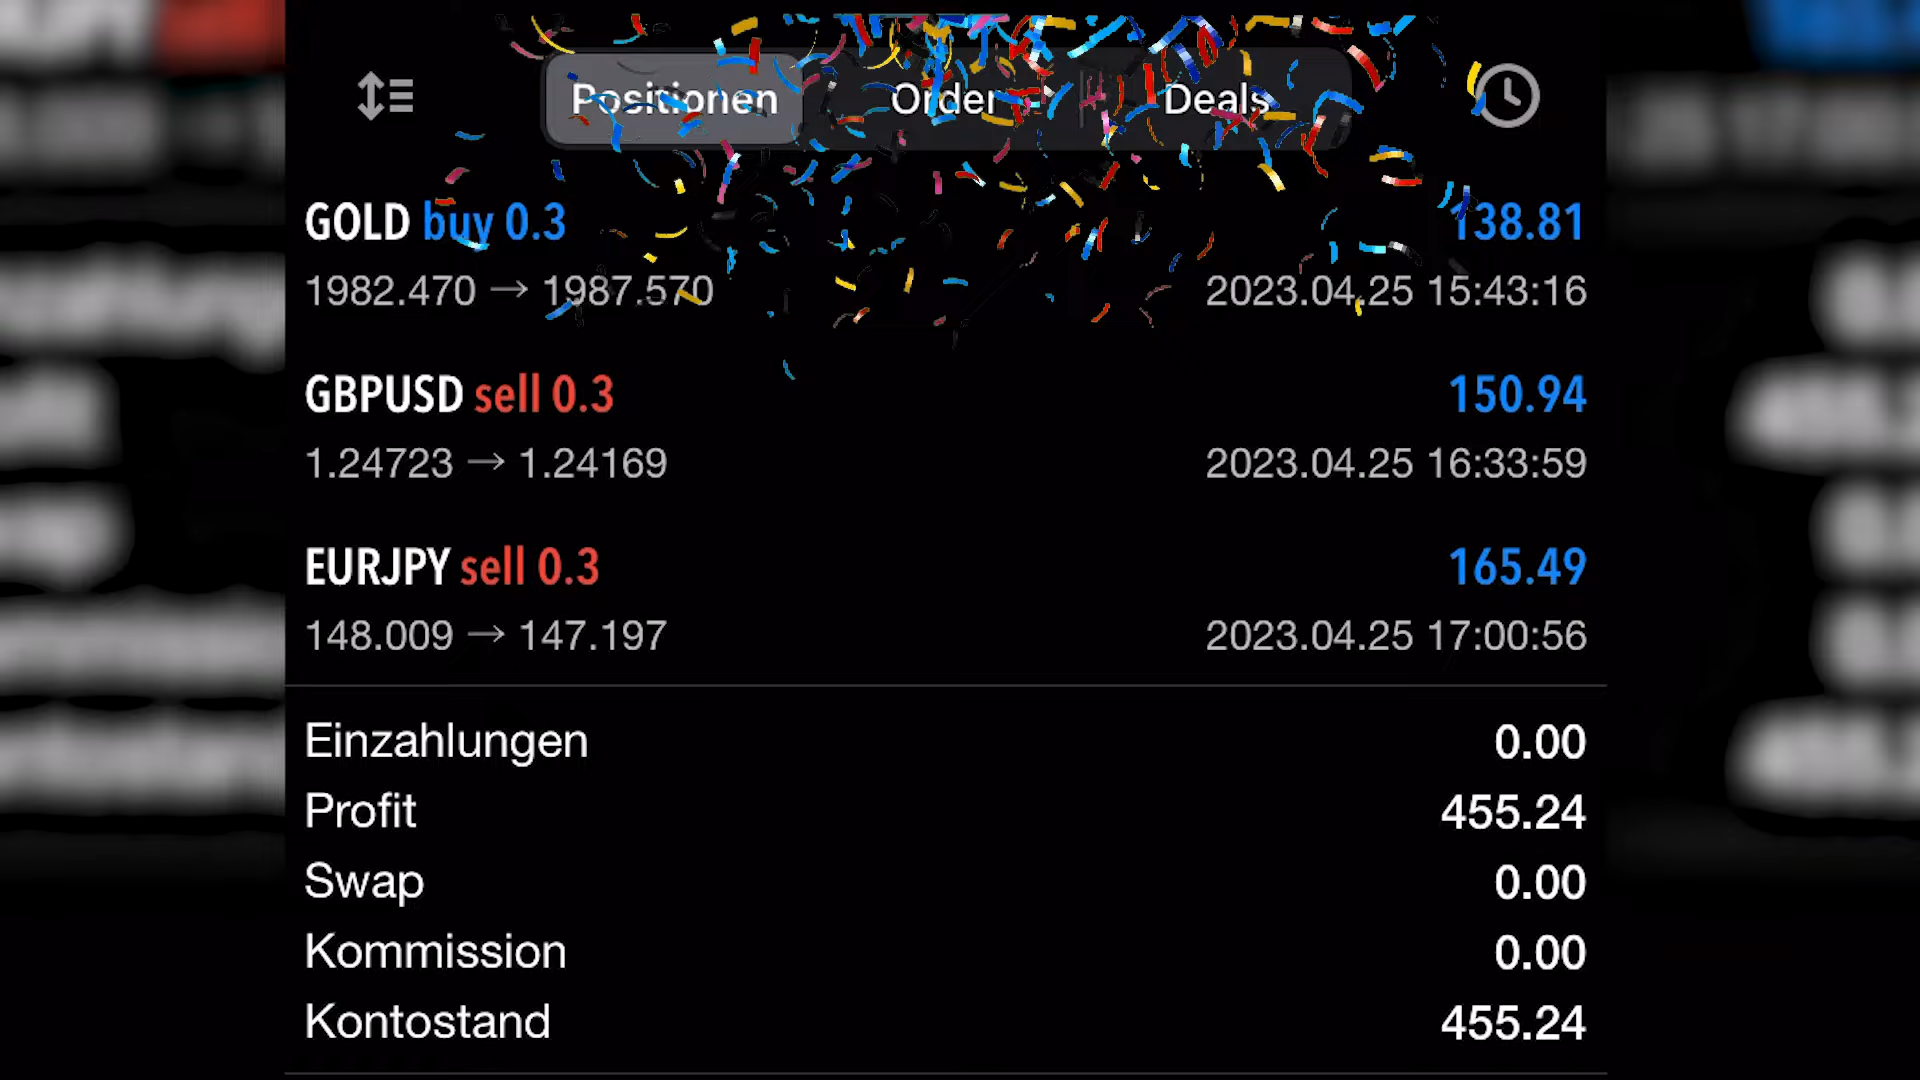 Positionen Order Deals
GOLD buy 0.3 138.81
1982.470 → 1987.570 2023.04.25 15:43:16
GBPUSD sell 0.3 150.94
1.24723 → 1.24169 2023.04.25 16:33:59
EURJPY sell 0.3 165.49
148.009 → 147.197 2023.04.25 17:00:56
Einzahlungen 0.00
Profit 455.24
Swap 0.00
Kommission 0.00
Kontostand 455.24